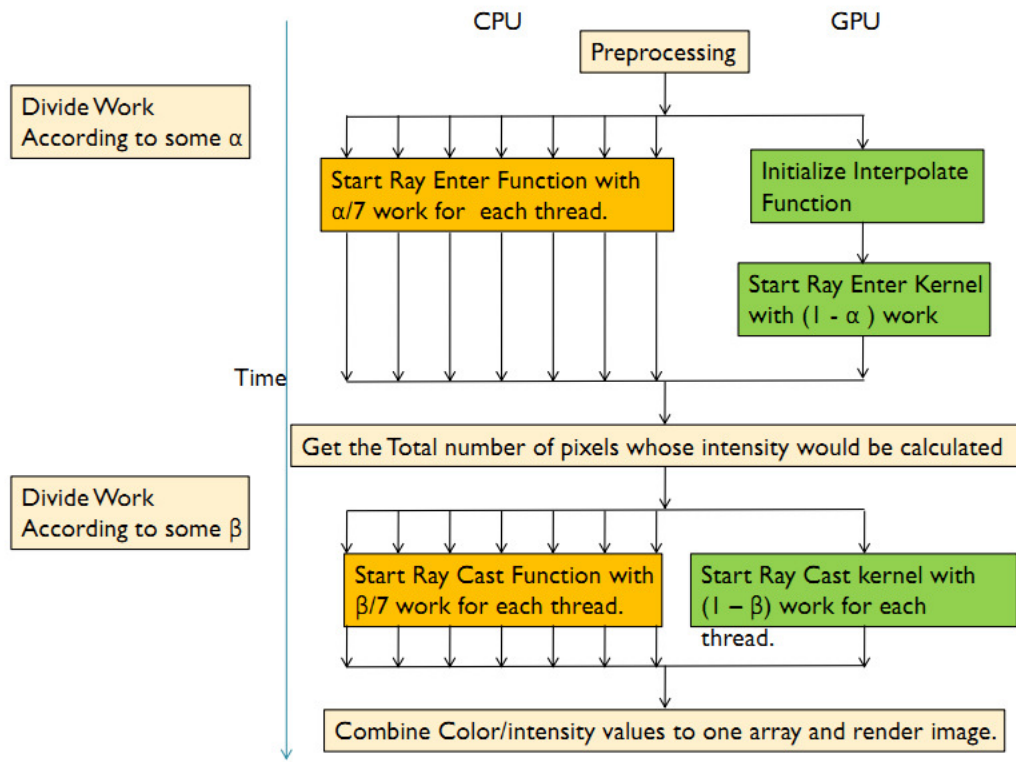 CPU
GPU
Preprocessing
Divide Work
According to some α
Start Ray Enter Function with
α/7 work for each thread.
Initialize Interpolate
Function
Start Ray Enter Kernel
with (1 - α ) work
Time
Get the Total number of pixels whose intensity would be calculated
Divide Work
According to some β
Start Ray Cast Function with
β/7 work for each thread.
Start Ray Cast kernel with
(1 – β) work for each
thread.
Combine Color/intensity values to one array and render image.